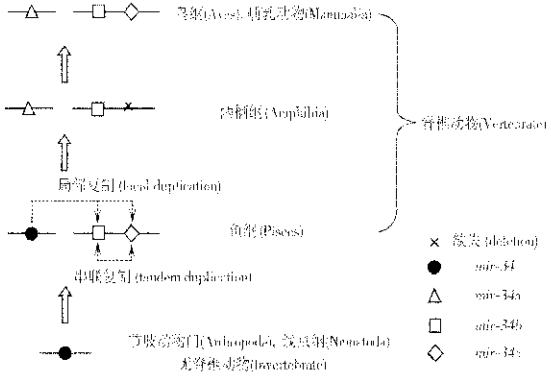 鸟纲(Aves), 哺乳动物(Mammalia)
两栖纲(Amphibia)
脊椎动物(Vertebrate)
局部复制 (local duplication)
鱼纲(Pisces)
串联复制 (tandem duplication)
节肢动物门(Arthropoda), 线虫纲(Nematoda)
无脊椎动物(Invertebrate)
缺失 (deletion)
mir-34
mir-34a
mir-34b
mir-34c